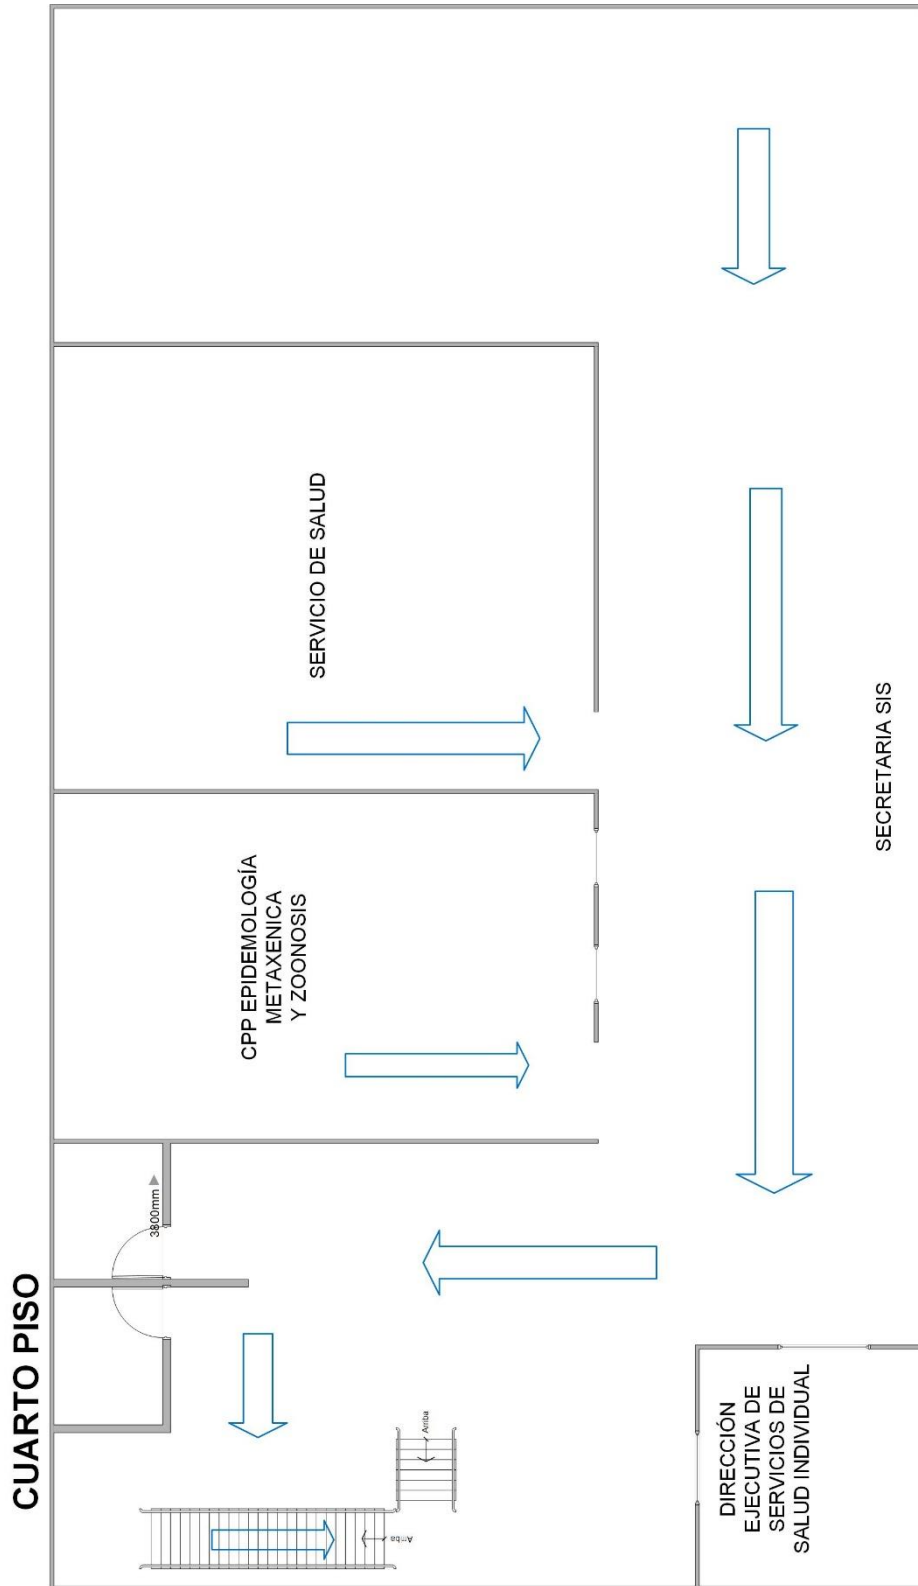 CUARTO PISO
SERVICIO DE SALUD
CPP EPIDEMOLOGÍA
METAXENICA
Y ZOONOSIS
SECRETARIA SIS
3800mm
DIRECCIÓN
EJECUTIVA DE
SERVICIOS DE
SALUD INDIVIDUAL
Arriba
Arriba